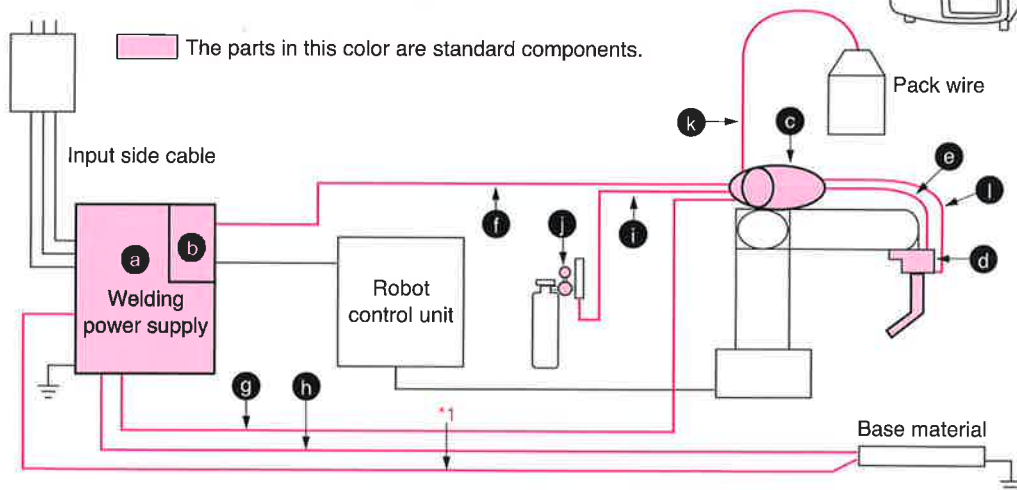 The parts in this color are standard components.
Pack wire
k
c
Input side cable
e
l
f
i
j
d
a
b
Welding
power supply
Robot
control unit
g
h
*1
Base material